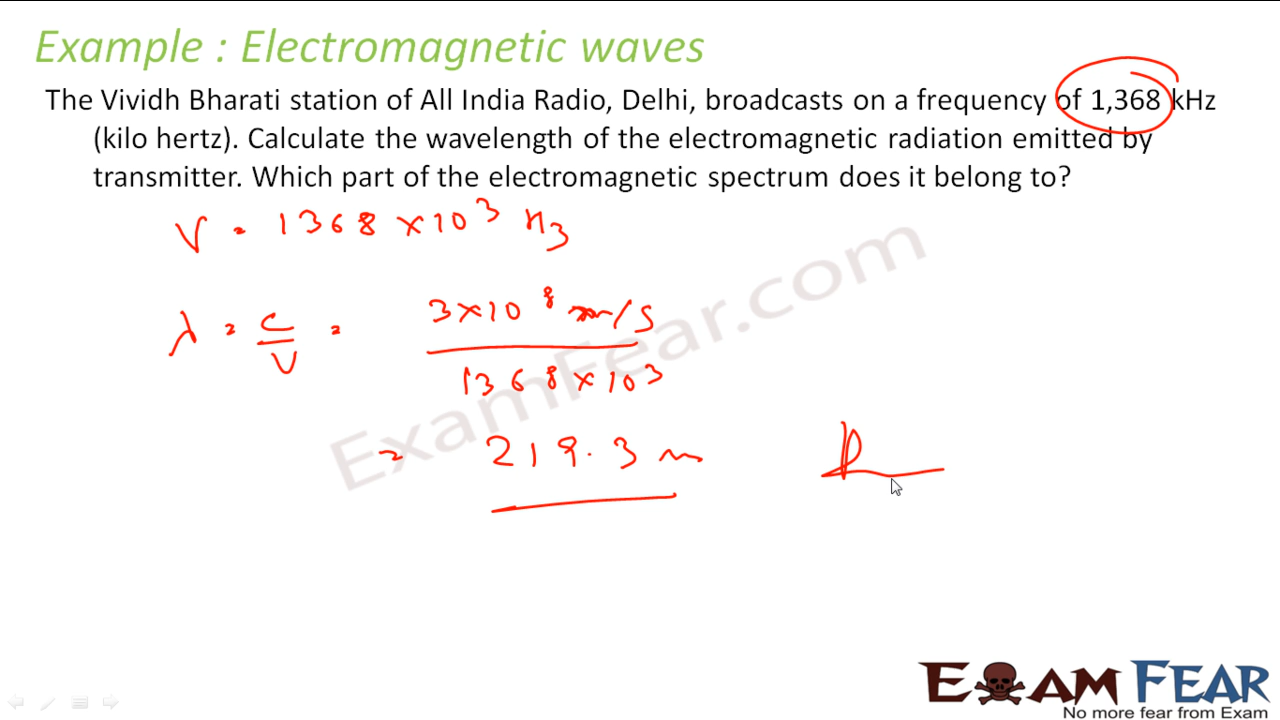 Example : Electromagnetic waves
The Vividh Bharati station of All India Radio, Delhi, broadcasts on a frequency of 1,368 kHz
(kilo hertz). Calculate the wavelength of the electromagnetic radiation emitted by
transmitter. Which part of the electromagnetic spectrum does it belong to?
ν = 1368 × 10³ Hz
λ = c/ν = 3×10⁸ m/s
1368×10³
= 219.3 m
R
ExamFear.com
EXAM FEAR
No more fear from Exam